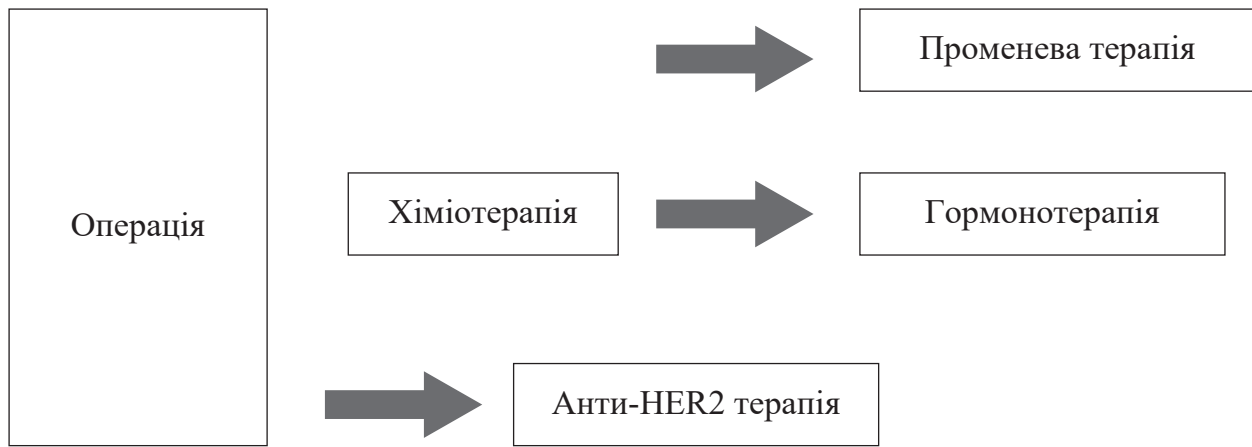 Променева терапія
Операція
Хіміотерапія
Гормонотерапія
Анти-HER2 терапія